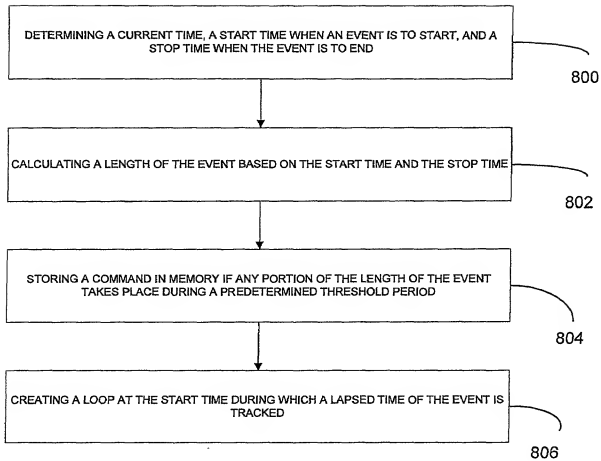 DETERMINING A CURRENT TIME, A START TIME WHEN AN EVENT IS TO START, AND A
STOP TIME WHEN THE EVENT IS TO END
800
CALCULATING A LENGTH OF THE EVENT BASED ON THE START TIME AND THE STOP TIME
802
STORING A COMMAND IN MEMORY IF ANY PORTION OF THE LENGTH OF THE EVENT
TAKES PLACE DURING A PREDETERMINED THRESHOLD PERIOD
804
CREATING A LOOP AT THE START TIME DURING WHICH A LAPSED TIME OF THE EVENT IS
TRACKED
806